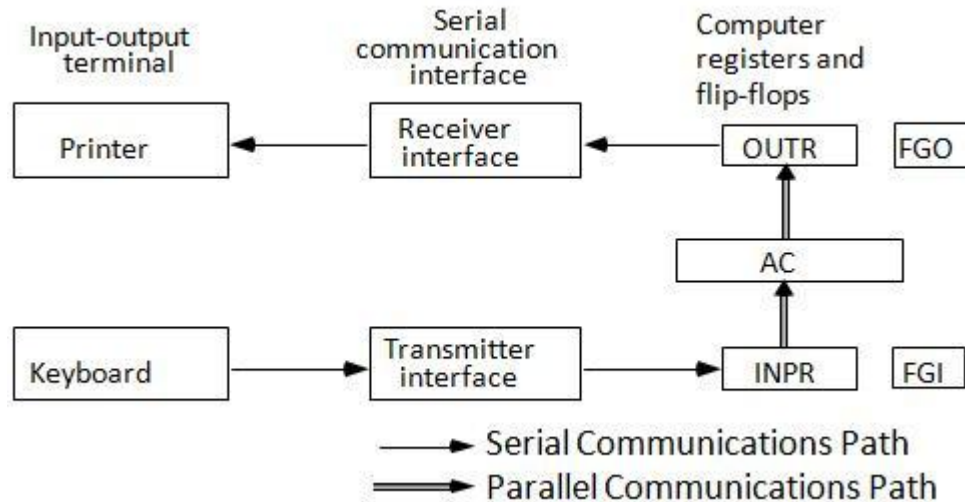 Input-output
terminal
Serial
communication
interface
Computer
registers and
flip-flops
Printer
Receiver
interface
OUTR
FGO
AC
Keyboard
Transmitter
interface
INPR
FGI
Serial Communications Path
Parallel Communications Path